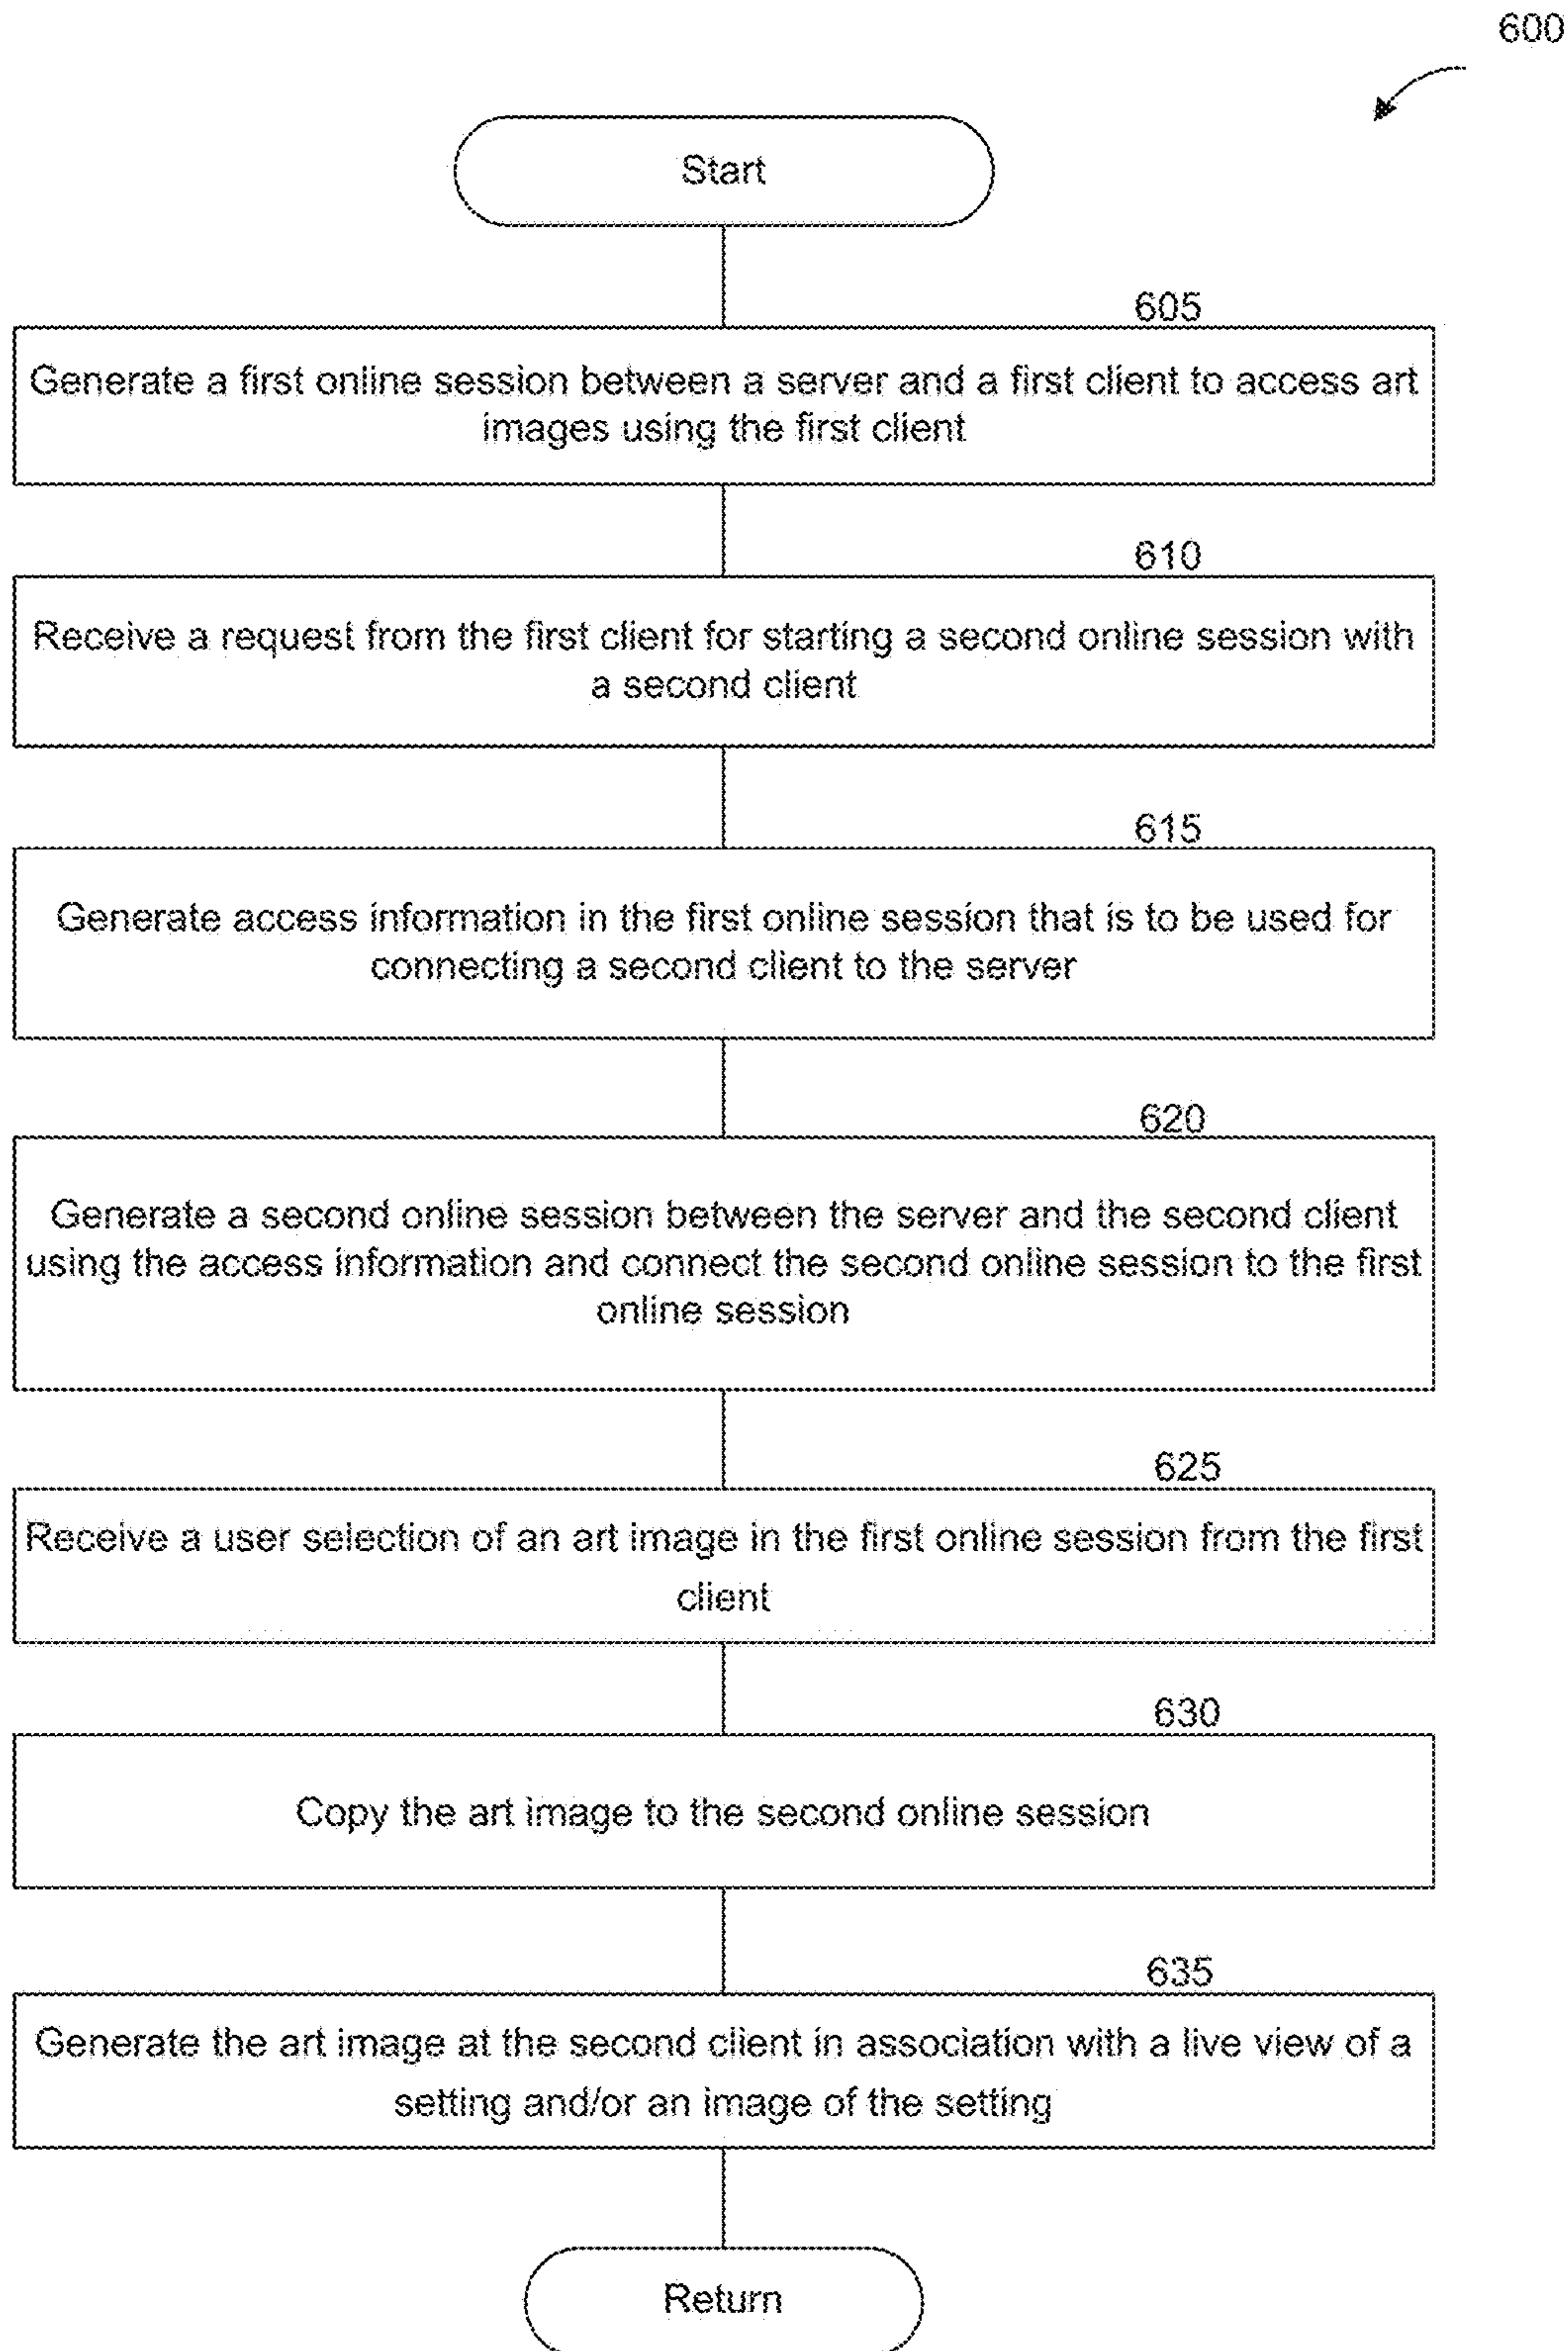 600
Start
605
Generate a first online session between a server and a first client to access art
images using the first client
610
Receive a request from the first client for starting a second online session with
a second client
615
Generate access information in the first online session that is to be used for
connecting a second client to the server
620
Generate a second online session between the server and the second client
using the access information and connect the second online session to the first
online session
625
Receive a user selection of an art image in the first online session from the first
client
630
Copy the art image to the second online session
635
Generate the art image at the second client in association with a live view of a
setting and/or an image of the setting
Return